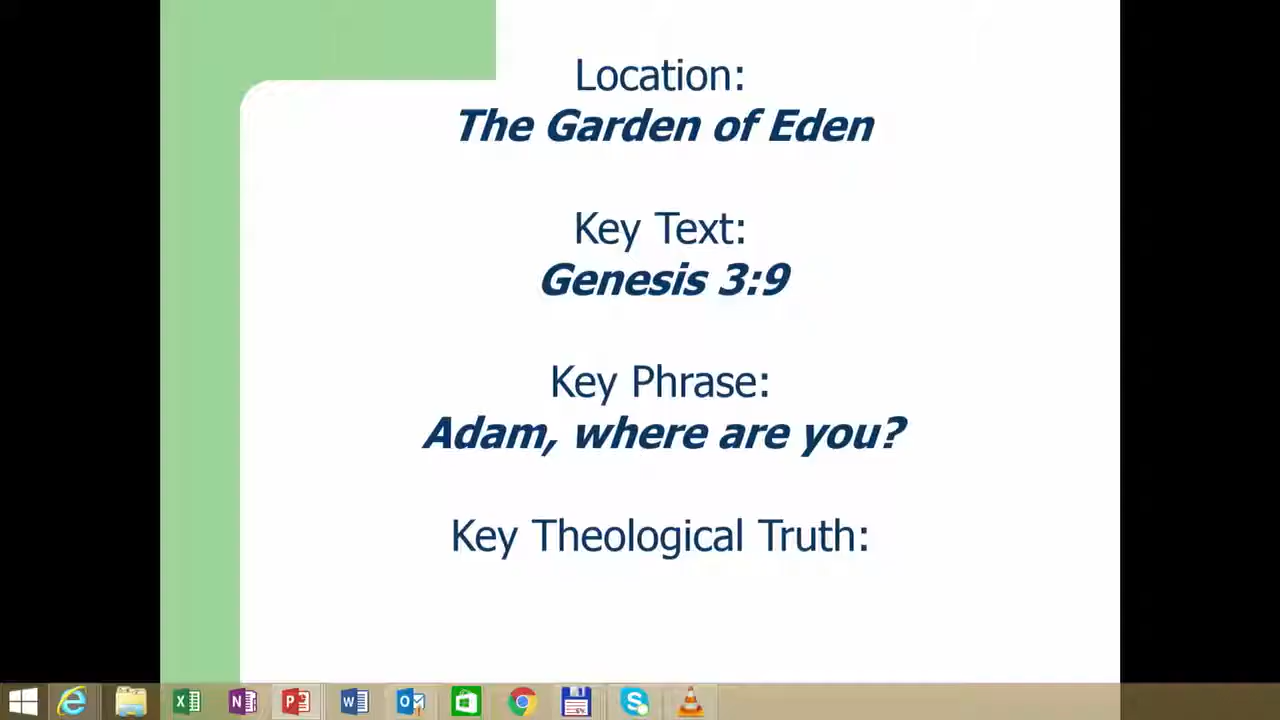 Location:
The Garden of Eden
Key Text:
Genesis 3:9
Key Phrase:
Adam, where are you?
Key Theological Truth: